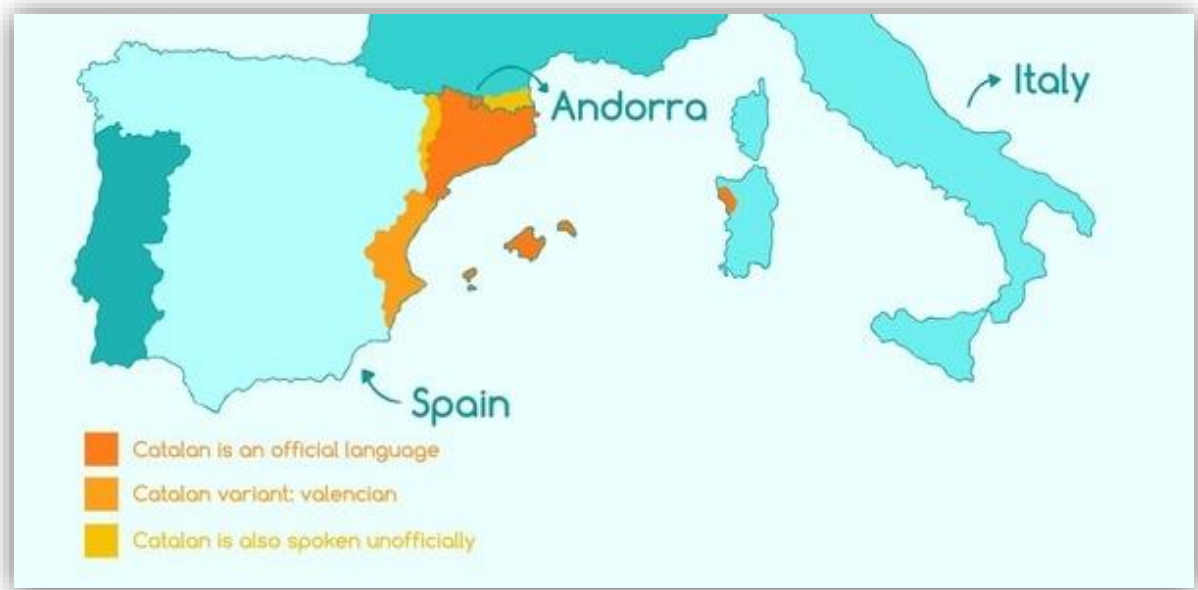 Italy
Andorra
Spain
Catalan is an official language
Catalan variant: valencian
Catalan is also spoken unofficially